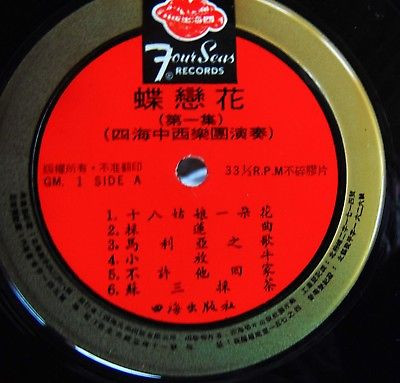 Four Seas
RECORDS
蝶戀花
(第一集)
(四海中西樂團演奏)
版權所有・不准翻印
GM. 1 SIDE A
33⅓R.P.M不碎膠片
1. 十八姑娘一朵花
2. 採蓮曲
3. 馬利亞之歌
4. 小放牛
5. 不許他回家
6. 蘇三採茶
四海出版社